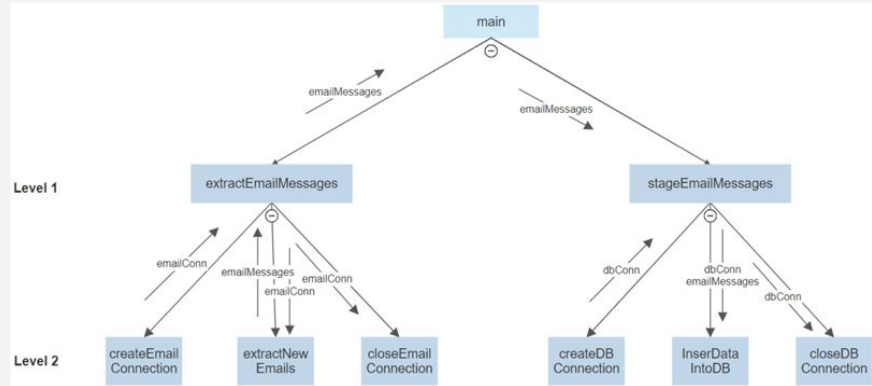 main
emailMessages
emailMessages
Level 1
extractEmailMessages
stageEmailMessages
emailConn
emailMessages
emailConn
emailConn
dbConn
dbConn
emailMessages
dbConn
Level 2
createEmail
Connection
extractNew
Emails
closeEmail
Connection
createDB
Connection
InserData
IntoDB
closeDB
Connection